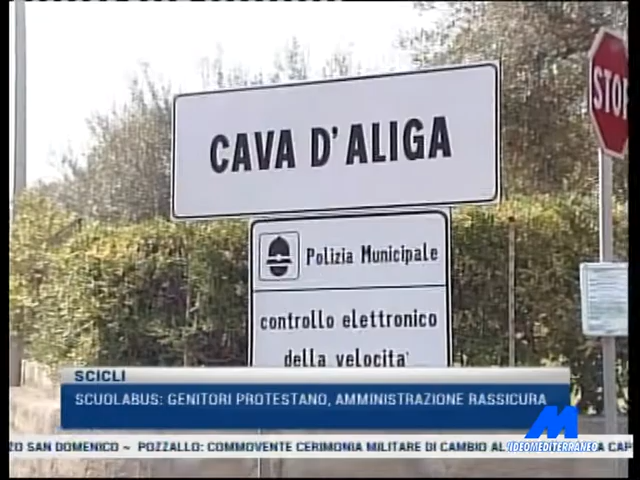 CAVA D'ALIGA
STOP
Polizia Municipale
controllo elettronico
della velocita'
SCICLI
SCUOLABUS: GENITORI PROTESTANO, AMMINISTRAZIONE RASSICURA
VIDEOMEDITERRANEO
SAN DOMENICO ~ POZZALLO: COMMOVENTE CERIMONIA MILITARE DI CAMBIO